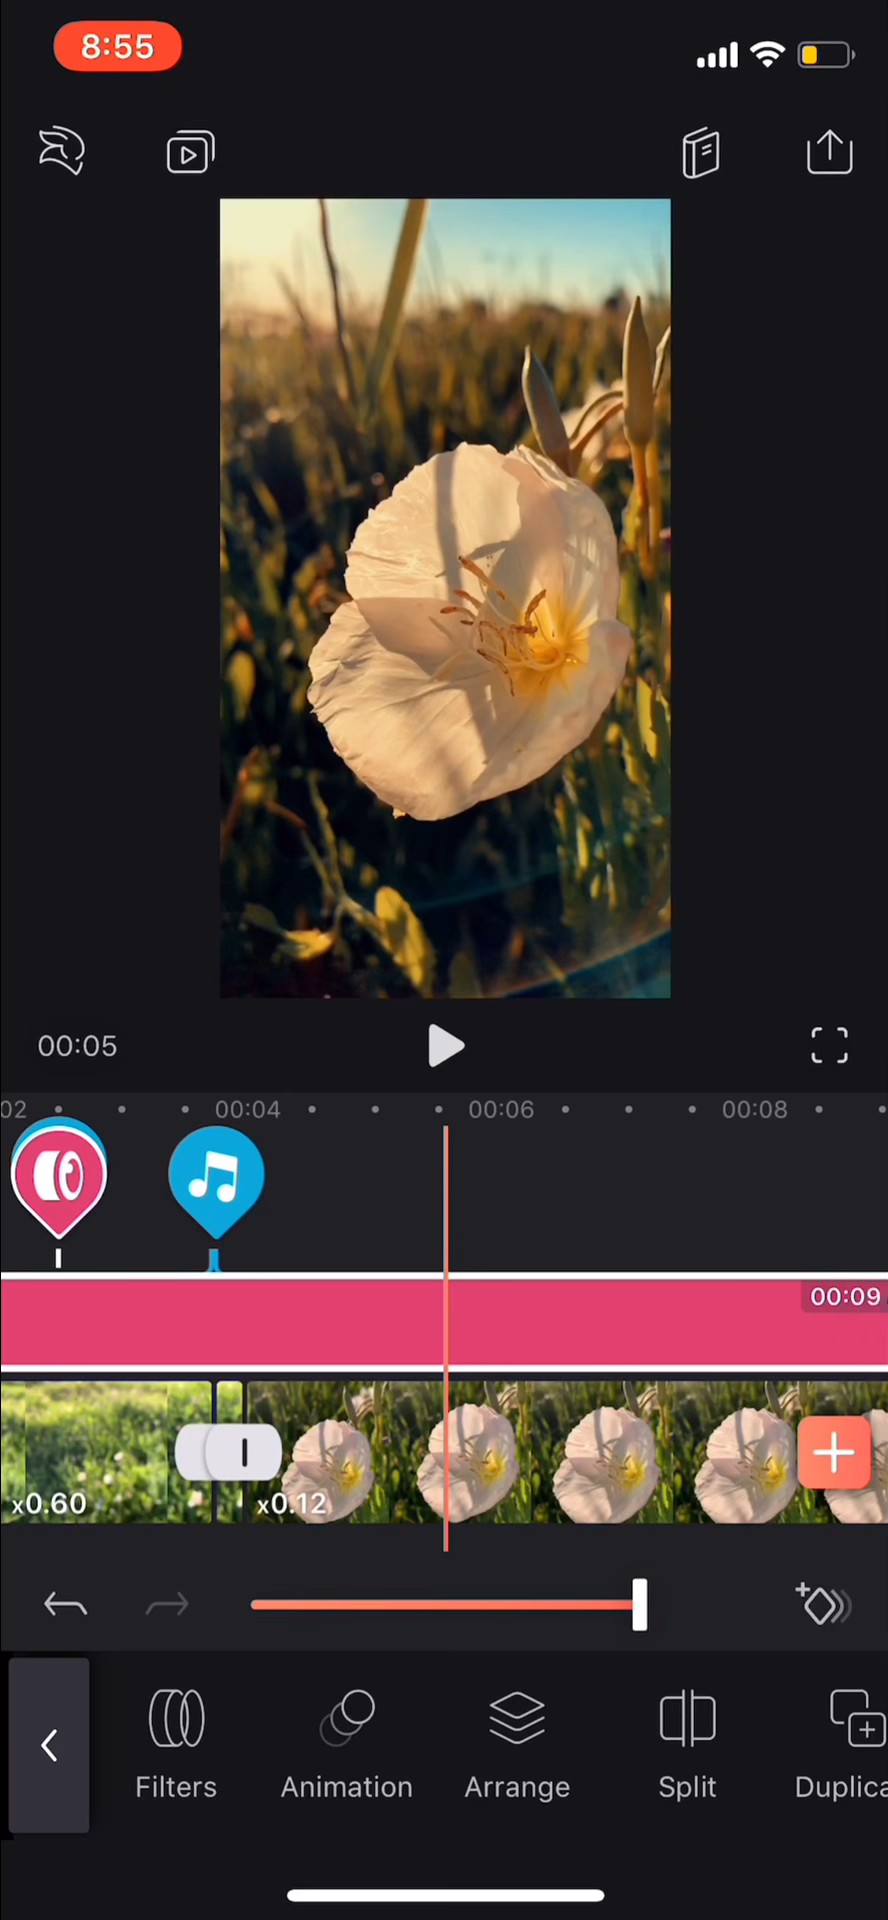 8:55
00:05
02
00:04
00:06
00:08
00:09
x0.60
x0.12
Filters
Animation
Arrange
Split
Duplica